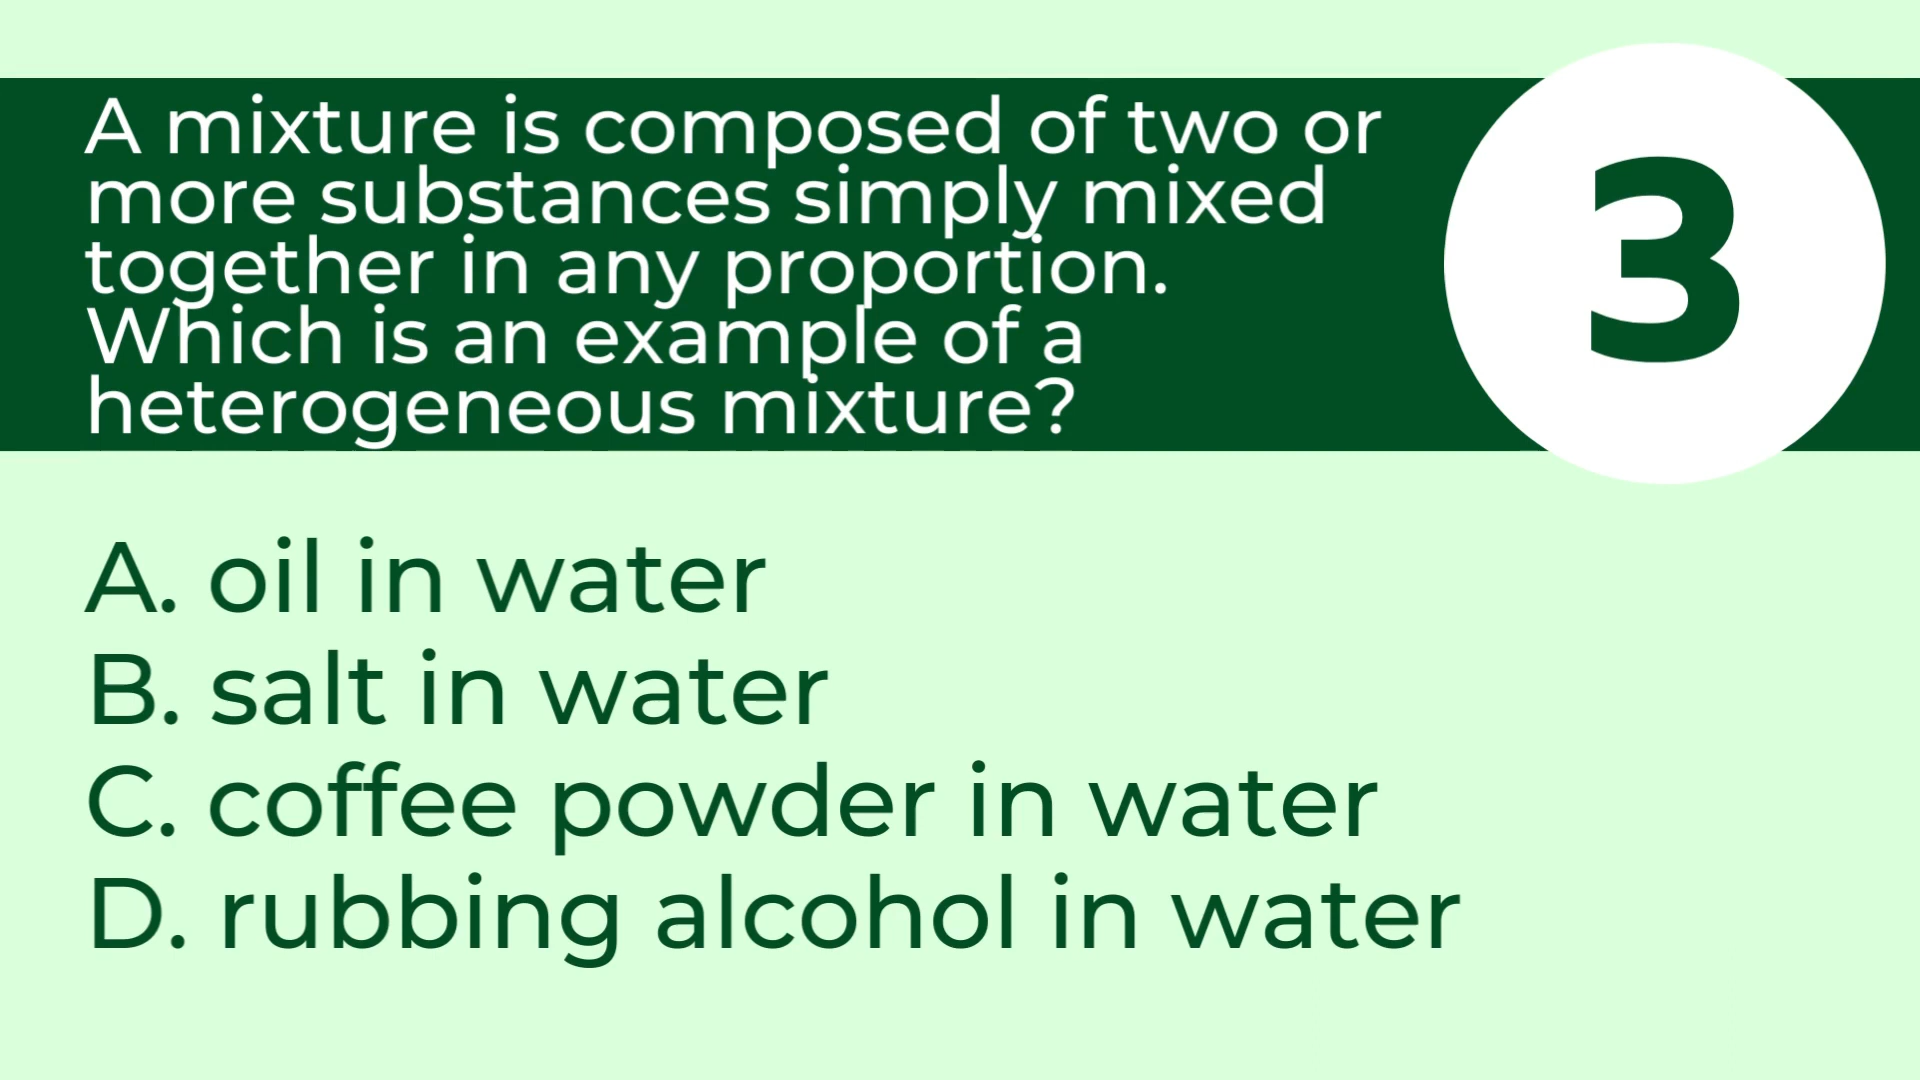 A mixture is composed of two or
more substances simply mixed
together in any proportion.
Which is an example of a
heterogeneous mixture?
3
A. oil in water
B. salt in water
C. coffee powder in water
D. rubbing alcohol in water